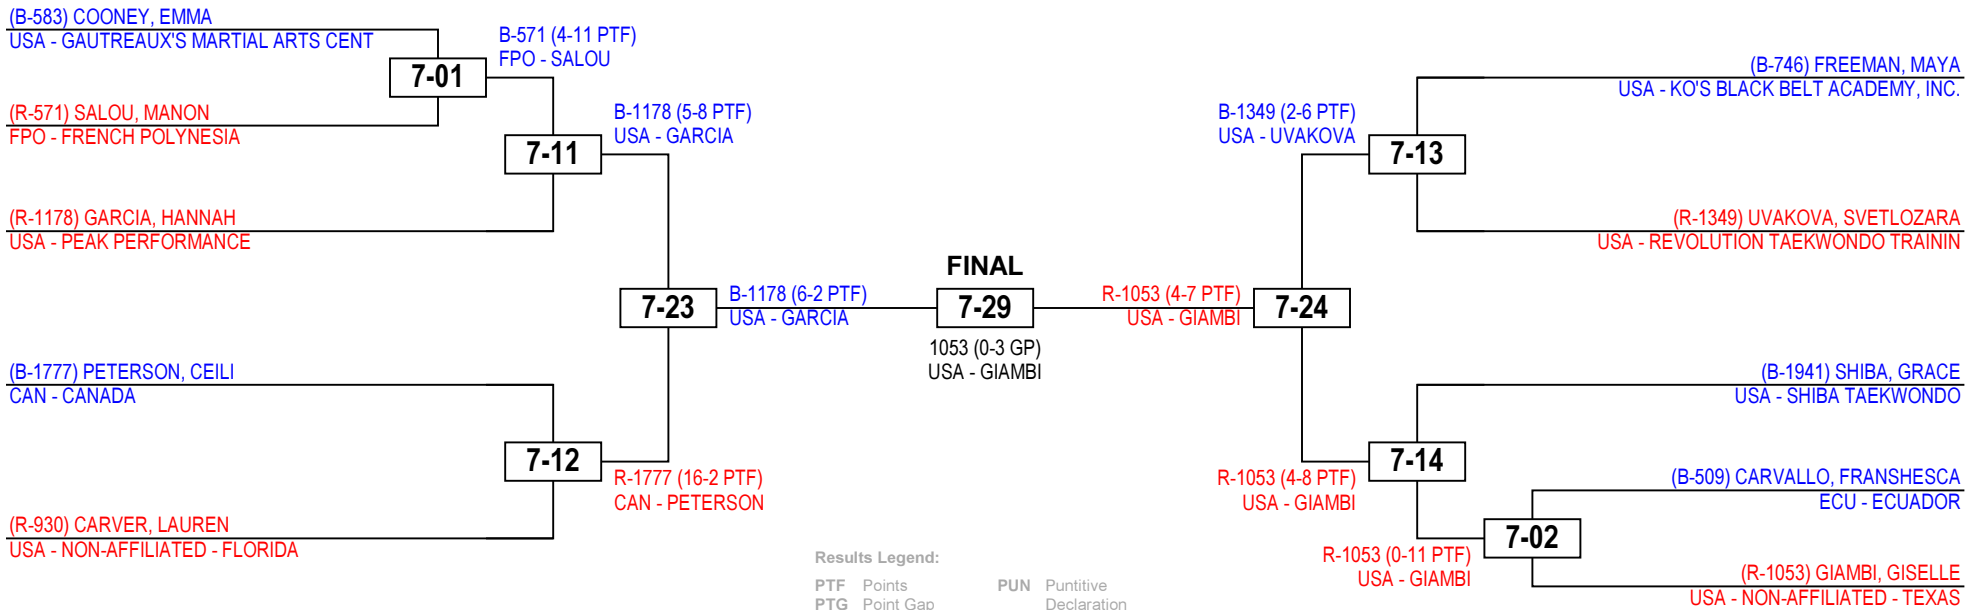 (B-583) COONEY, EMMA
USA - GAUTREAUX'S MARTIAL ARTS CENT
7-01
(R-571) SALOU, MANON
FPO - FRENCH POLYNESIA
B-571 (4-11 PTF)
FPO - SALOU
7-11
(R-1178) GARCIA, HANNAH
USA - PEAK PERFORMANCE
B-1178 (5-8 PTF)
USA - GARCIA
7-23
(B-1777) PETERSON, CEILI
CAN - CANADA
7-12
(R-930) CARVER, LAUREN
USA - NON-AFFILIATED - FLORIDA
R-1777 (16-2 PTF)
CAN - PETERSON
B-1178 (6-2 PTF)
USA - GARCIA
FINAL
7-29
1053 (0-3 GP)
USA - GIAMBI
R-1053 (4-7 PTF)
USA - GIAMBI
7-24
B-1349 (2-6 PTF)
USA - UVAKOVA
7-13
(B-746) FREEMAN, MAYA
USA - KO'S BLACK BELT ACADEMY, INC.
(R-1349) UVAKOVA, SVETLOZARA
USA - REVOLUTION TAEKWONDO TRAININ
(B-1941) SHIBA, GRACE
USA - SHIBA TAEKWONDO
7-14
R-1053 (4-8 PTF)
USA - GIAMBI
(B-509) CARVALLO, FRANSHESCA
ECU - ECUADOR
7-02
R-1053 (0-11 PTF)
USA - GIAMBI
(R-1053) GIAMBI, GISELLE
USA - NON-AFFILIATED - TEXAS
Results Legend:
PTF Points PUN Puntitive
PTG Point Gap Declaration